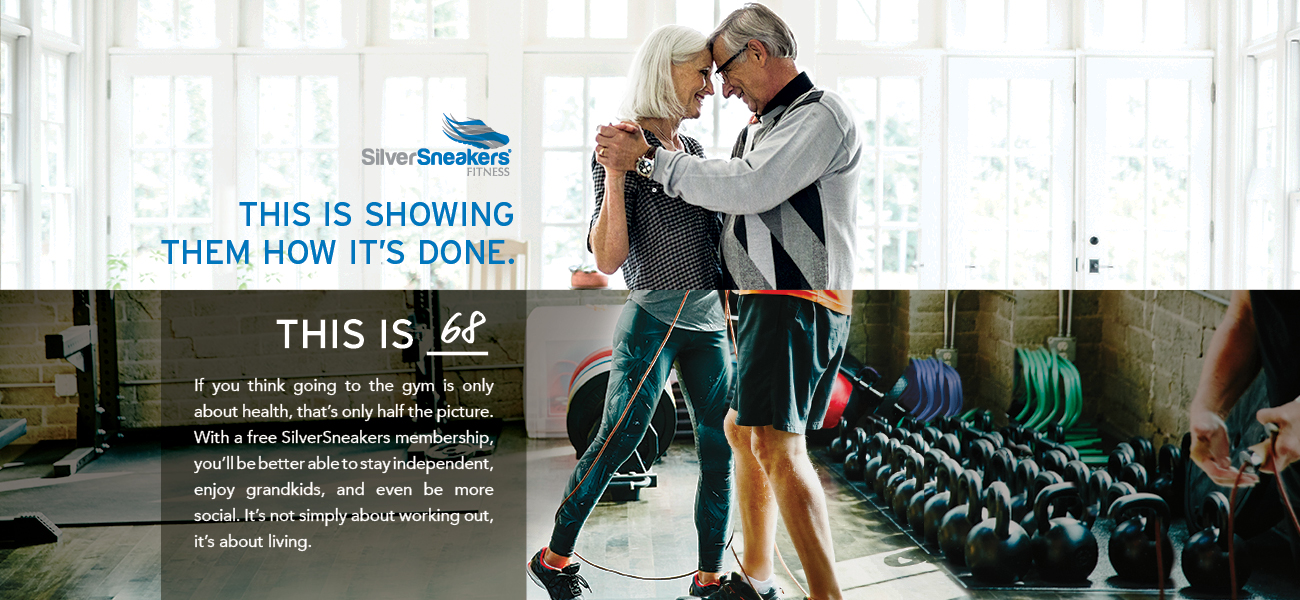 SilverSneakers®
FITNESS
THIS IS SHOWING
THEM HOW IT'S DONE.
THIS IS 68
If you think going to the gym is only
about health, that's only half the picture.
With a free SilverSneakers membership,
you'll be better able to stay independent,
enjoy grandkids, and even be more
social. It's not simply about working out,
it's about living.